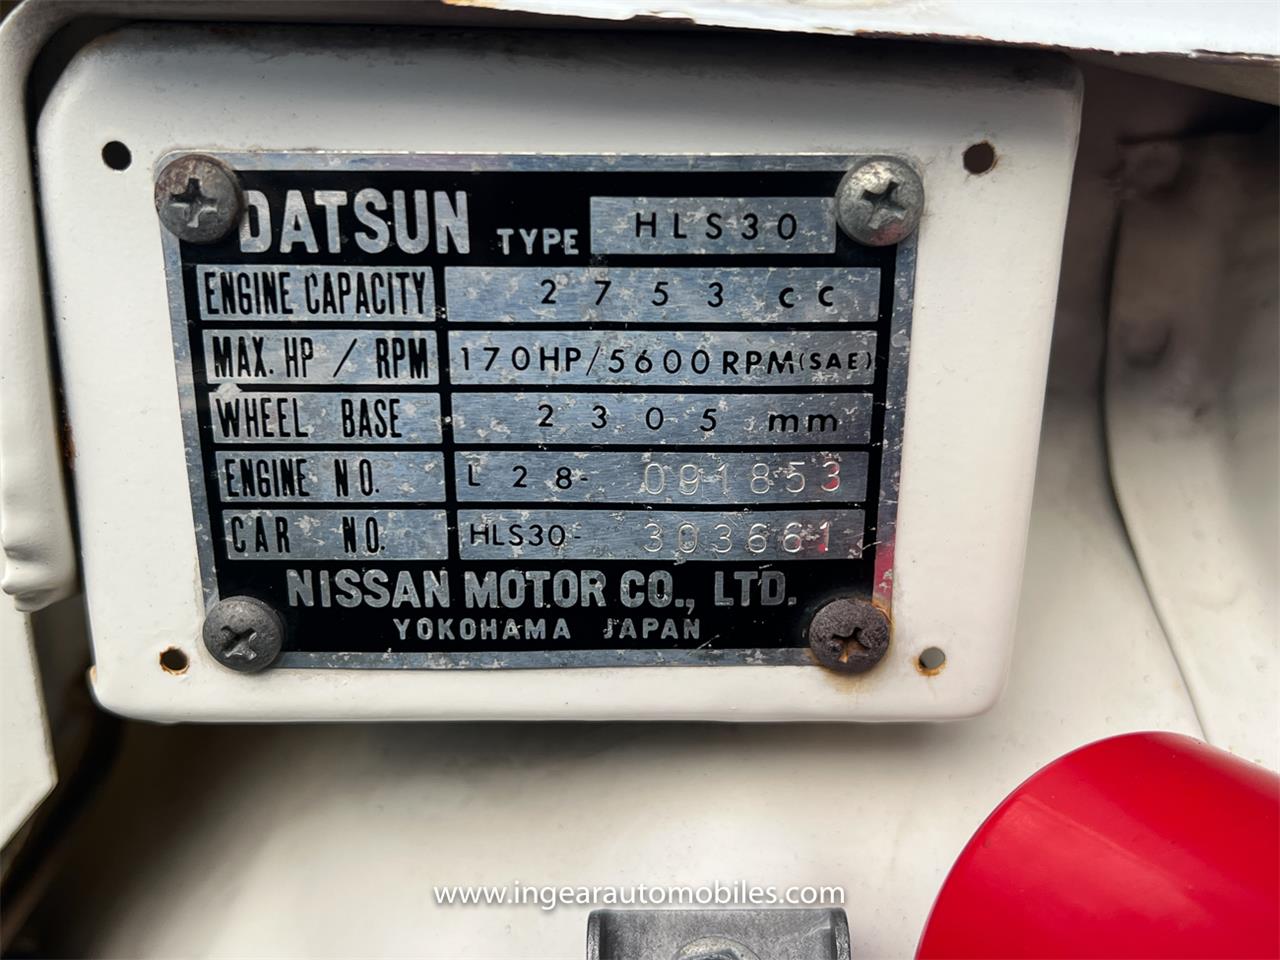 DATSUN TYPE HLS30
ENGINE CAPACITY 2753 cc
MAX. HP / RPM 170HP/5600RPM(SAE)
WHEEL BASE 2305 mm
ENGINE NO. L28- 091853
CAR NO. HLS30- 303661
NISSAN MOTOR CO., LTD.
YOKOHAMA JAPAN
www.ingearautomobiles.com